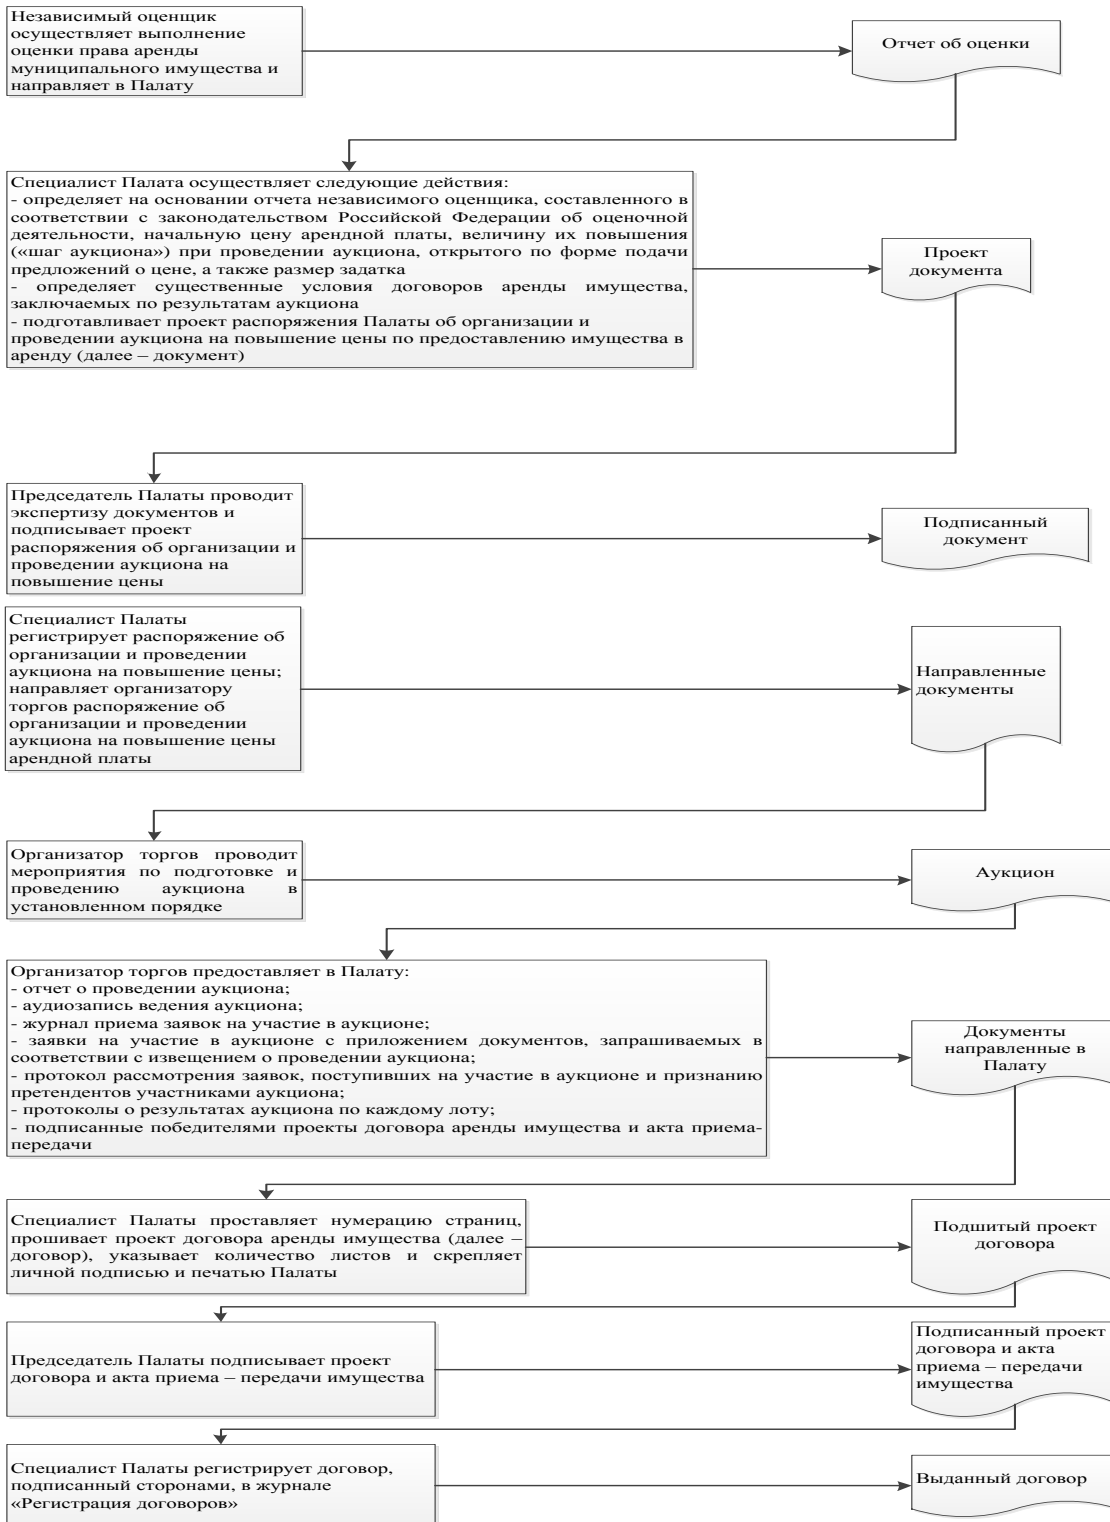 Независимый оценщик
осуществляет выполнение
оценки права аренды
муниципального имущества и
направляет в Палату
Отчет об оценки
Специалист Палата осуществляет следующие действия:
- определяет на основании отчета независимого оценщика, составленного в
соответствии с законодательством Российской Федерации об оценочной
деятельности, начальную цену арендной платы, величину их повышения
(«шаг аукциона») при проведении аукциона, открытого по форме подачи
предложений о цене, а также размер задатка
- определяет существенные условия договоров аренды имущества,
заключаемых по результатам аукциона
- подготавливает проект распоряжения Палаты об организации и
проведении аукциона на повышение цены по предоставлению имущества в
аренду (далее – документ)
Проект
документа
Председатель Палаты проводит
экспертизу документов и
подписывает проект
распоряжения об организации и
проведении аукциона на
повышение цены
Подписанный
документ
Специалист Палаты
регистрирует распоряжение об
организации и проведении
аукциона на повышение цены;
направляет организатору
торгов распоряжение об
организации и проведении
аукциона на повышение цены
арендной платы
Направленные
документы
Организатор торгов проводит
мероприятия по подготовке и
проведению аукциона в
установленном порядке
Аукцион
Организатор торгов предоставляет в Палату:
- отчет о проведении аукциона;
- аудиозапись ведения аукциона;
- журнал приема заявок на участие в аукционе;
- заявки на участие в аукционе с приложением документов, запрашиваемых в
соответствии с извещением о проведении аукциона;
- протокол рассмотрения заявок, поступивших на участие в аукционе и признанию
претендентов участниками аукциона;
- протоколы о результатах аукциона по каждому лоту;
- подписанные победителями проекты договора аренды имущества и акта приема-
передачи
Документы
направленные в
Палату
Специалист Палаты проставляет нумерацию страниц,
прошивает проект договора аренды имущества (далее –
договор), указывает количество листов и скрепляет
личной подписью и печатью Палаты
Подшитый проект
договора
Председатель Палаты подписывает проект
договора и акта приема – передачи имущества
Подписанный проект
договора и акта
приема – передачи
имущества
Специалист Палаты регистрирует договор,
подписанный сторонами, в журнале
«Регистрация договоров»
Выданный договор